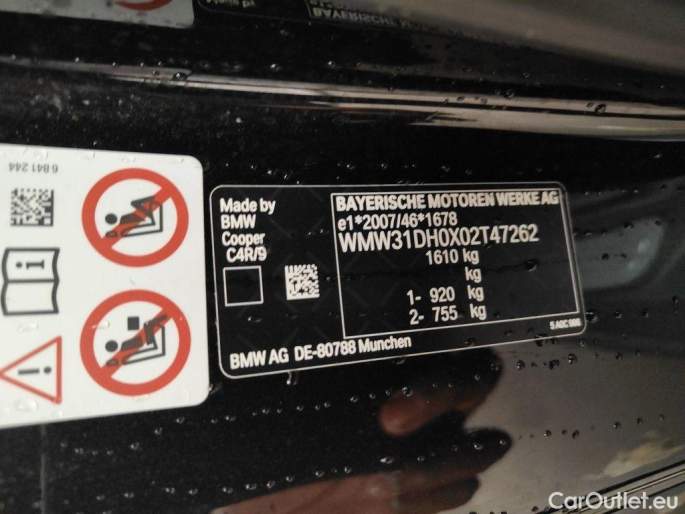 6 841 244
Made by
BMW
Cooper
C4R/9
BAYERISCHE MOTOREN WERKE AG
e1*2007/46*1678
WMW31DH0X02T47262
1610 kg
kg
1- 920 kg
2- 755 kg
BMW AG DE-80788 Munchen
CarOutlet.eu